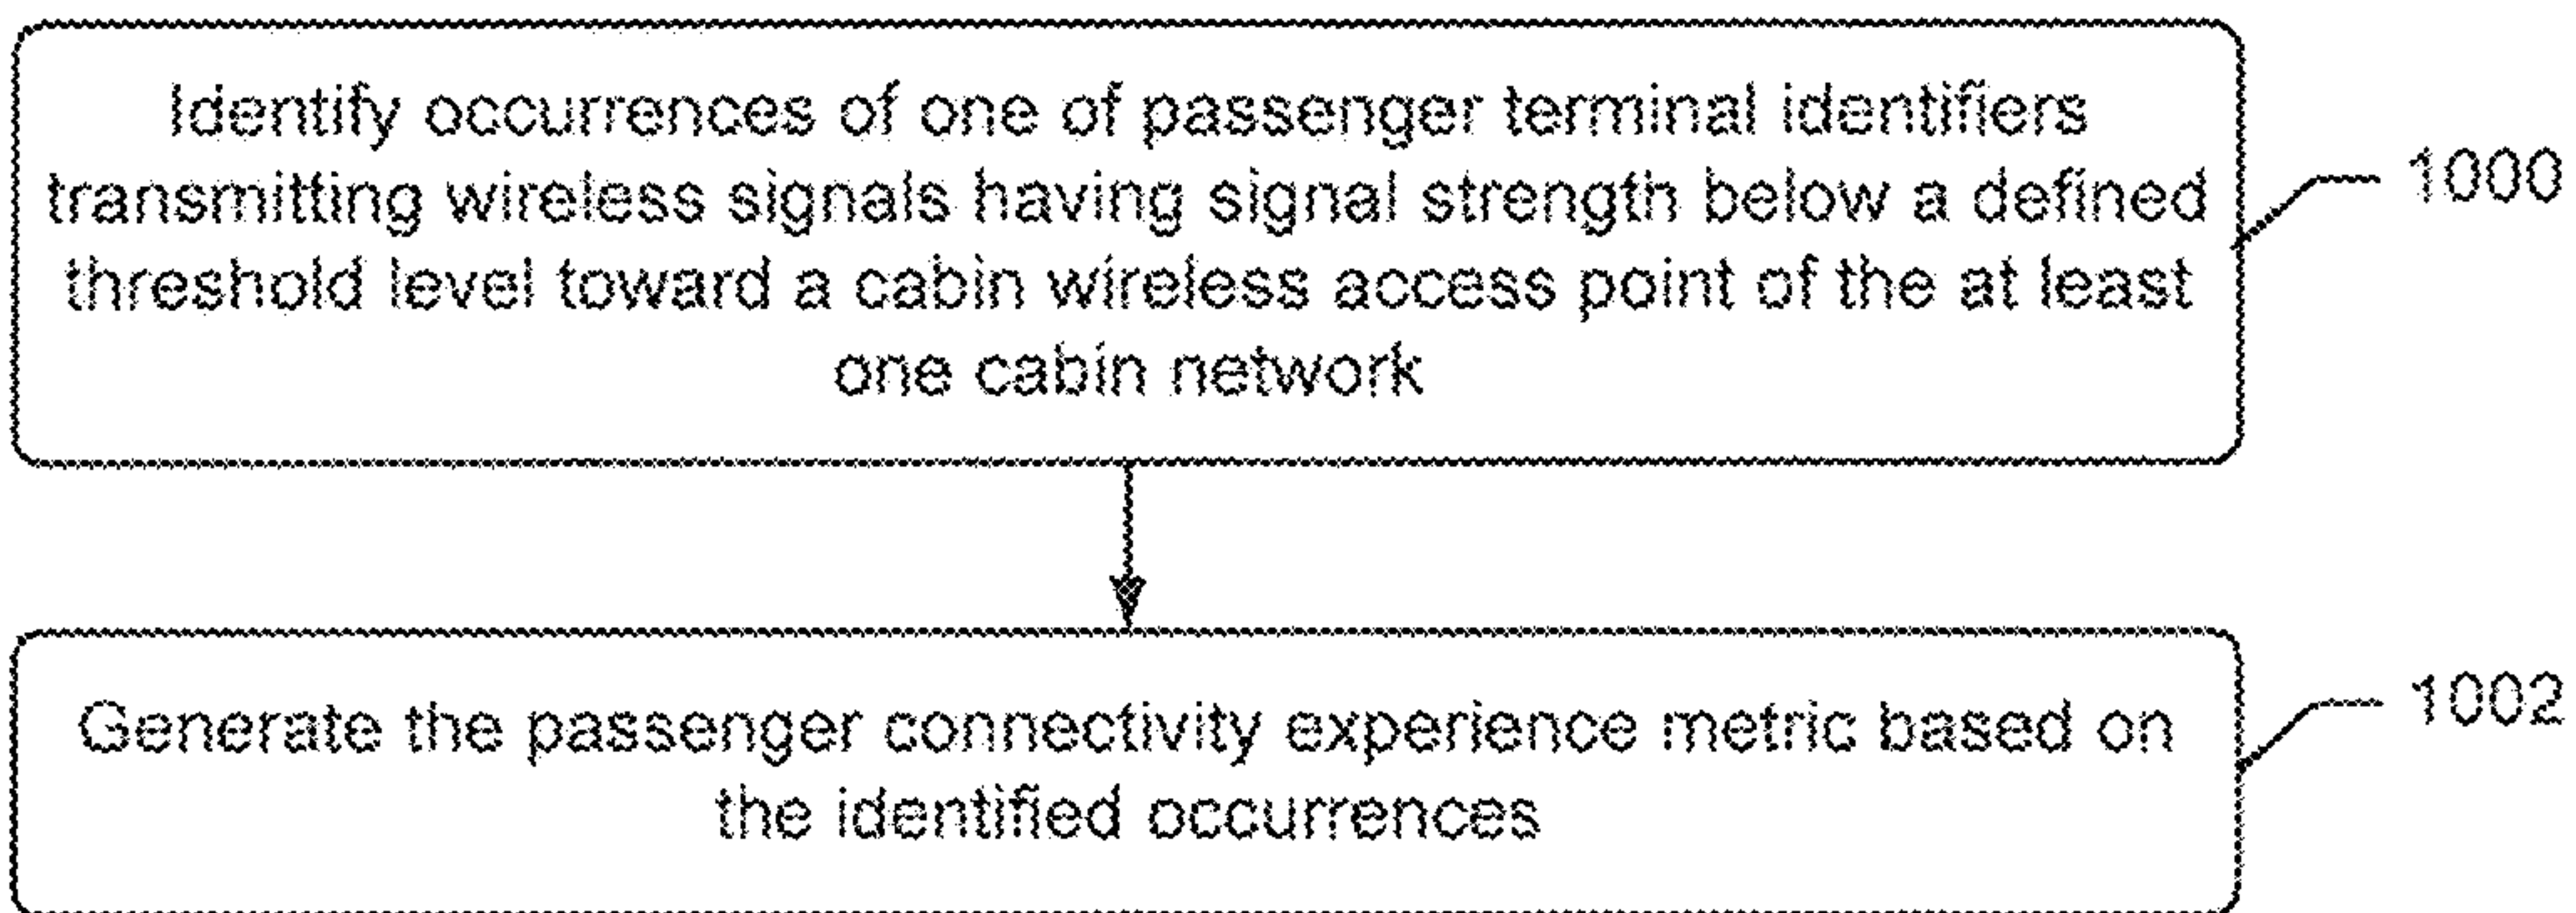 Identify occurrences of one of passenger terminal identifiers
transmitting wireless signals having signal strength below a defined
threshold level toward a cabin wireless access point of the at least
one cabin network
1000
Generate the passenger connectivity experience metric based on
the identified occurrences
1002